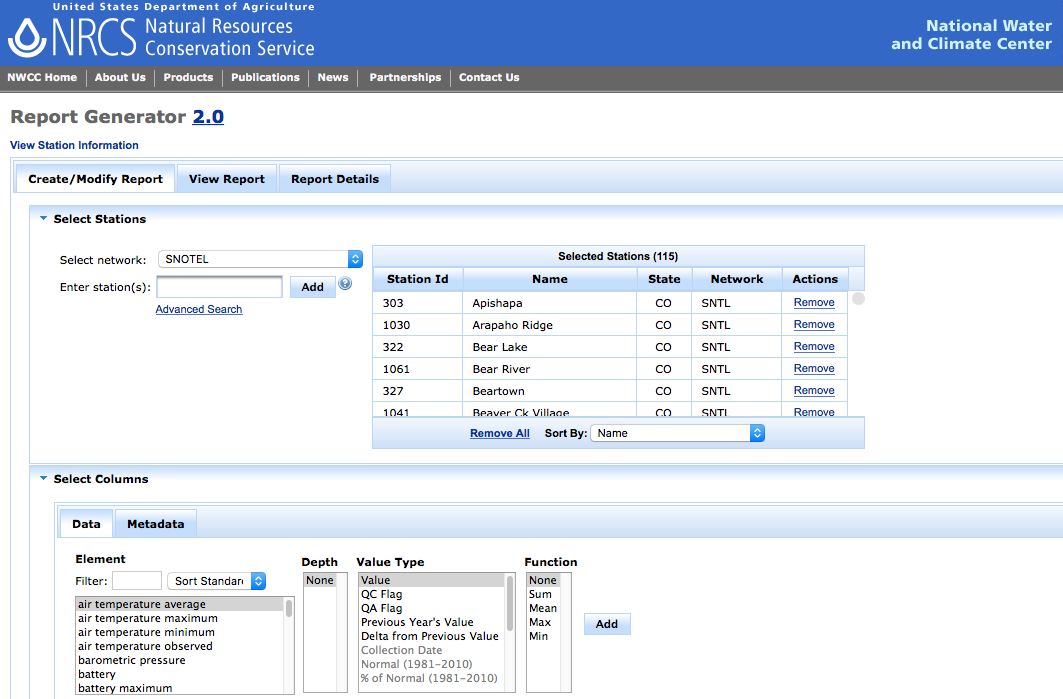 United States Department of Agriculture
NRCS Natural Resources
Conservation Service
National Water
and Climate Center
NWCC Home About Us Products Publications News Partnerships Contact Us
Report Generator 2.0
View Station Information
Create/Modify Report View Report Report Details
Select Stations
Select network: SNOTEL
Enter station(s): Add ?
Advanced Search
Selected Stations (115)
Station Id Name State Network Actions
303 Apishapa CO SNTL Remove
1030 Arapaho Ridge CO SNTL Remove
322 Bear Lake CO SNTL Remove
1061 Bear River CO SNTL Remove
327 Beartown CO SNTL Remove
1041 Beaver Ck Village CO SNTL Remove
Remove All Sort By: Name
Select Columns
Data Metadata
Element
Filter: Sort Standard
air temperature average
air temperature maximum
air temperature minimum
air temperature observed
barometric pressure
battery
battery maximum
Depth
None
Value Type
Value
QC Flag
QA Flag
Previous Year's Value
Delta from Previous Value
Collection Date
Normal (1981-2010)
% of Normal (1981-2010)
Function
None
Sum
Mean
Max
Min
Add